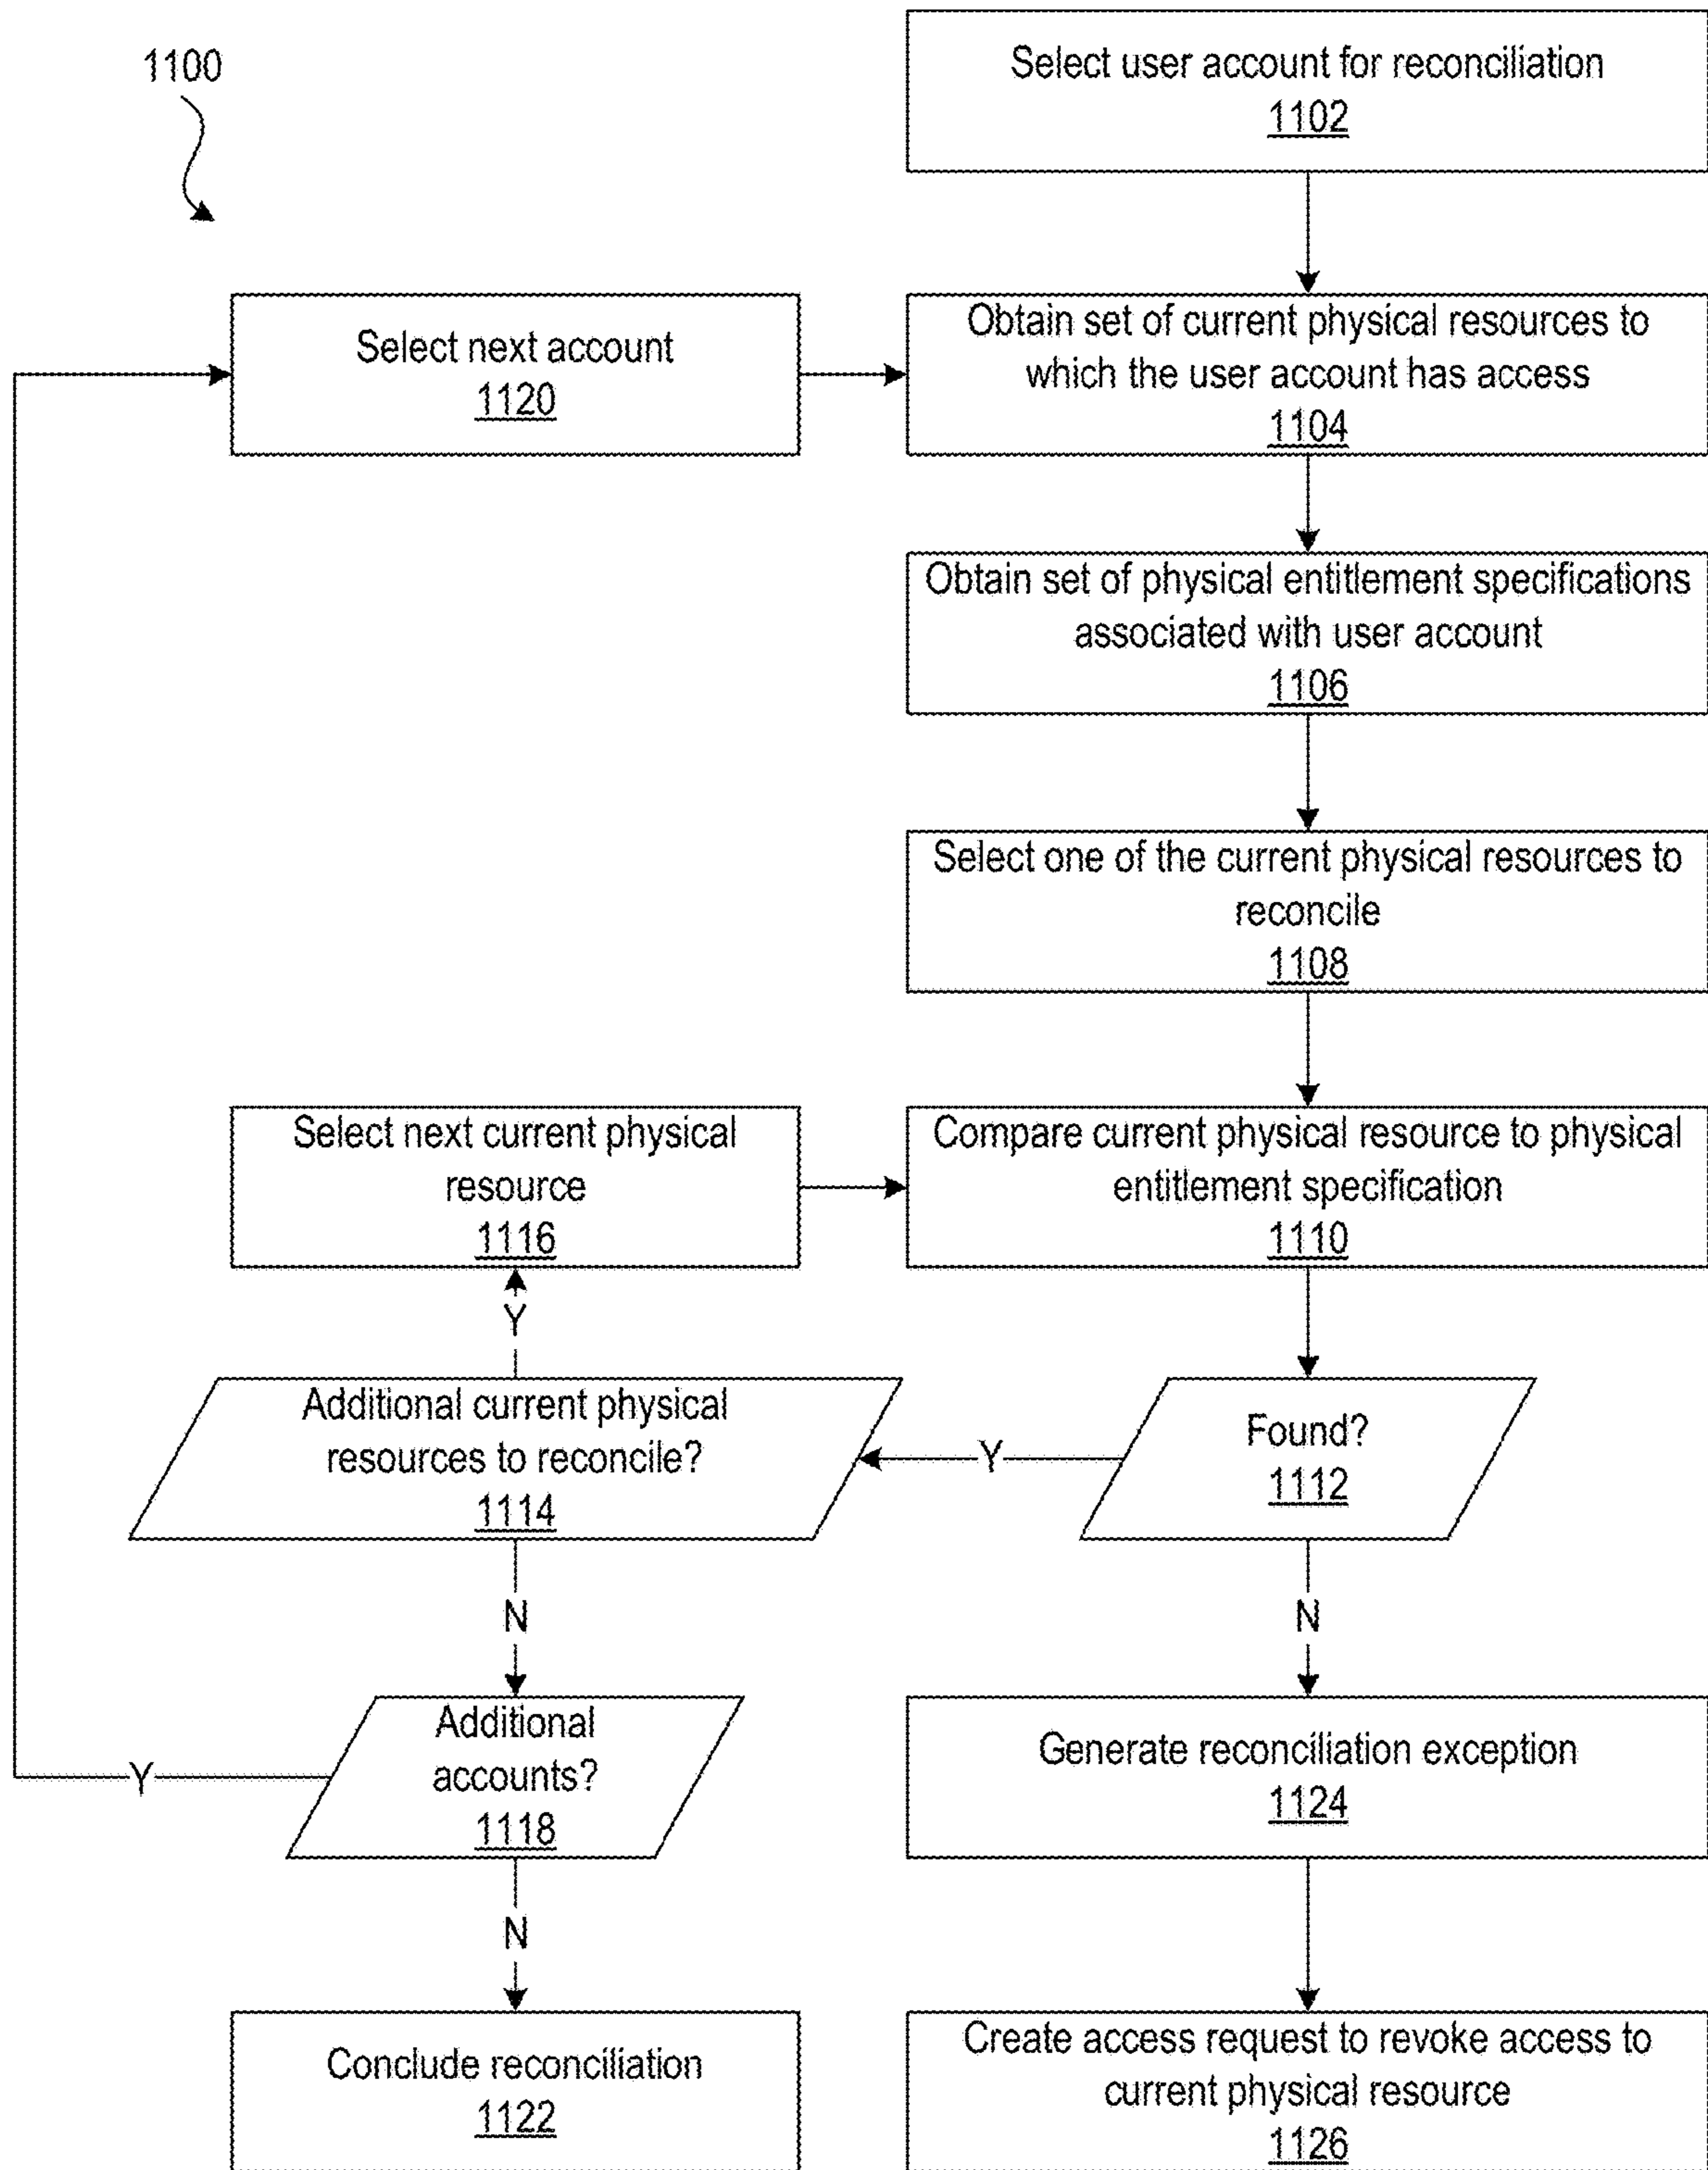 1100
Select user account for reconciliation
1102
Select next account
1120
Obtain set of current physical resources to
which the user account has access
1104
Obtain set of physical entitlement specifications
associated with user account
1106
Select one of the current physical resources to
reconcile
1108
Select next current physical
resource
1116
Compare current physical resource to physical
entitlement specification
1110
Y
Additional current physical
resources to reconcile?
1114
Y
Found?
1112
N
N
Additional
accounts?
1118
Y
Generate reconciliation exception
1124
N
Conclude reconciliation
1122
Create access request to revoke access to
current physical resource
1126